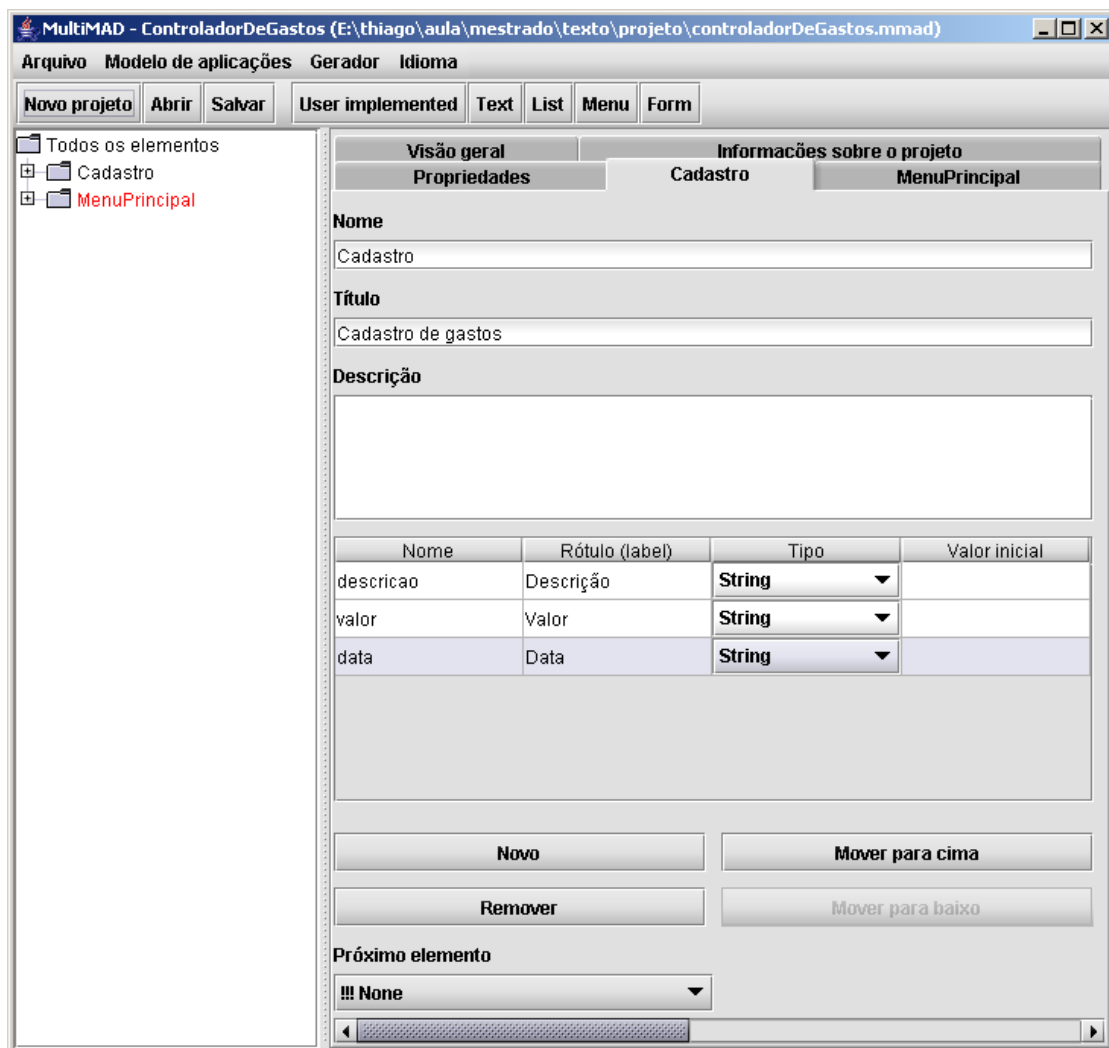 MultiMAD - ControladorDeGastos (E:\thiago\aula\mestrado\texto\projeto\controladorDeGastos.mmad)
Arquivo Modelo de aplicações Gerador Idioma
Novo projeto Abrir Salvar User implemented Text List Menu Form
Todos os elementos
Cadastro
MenuPrincipal
Visão geral Informações sobre o projeto
Propriedades Cadastro MenuPrincipal
Nome
Cadastro
Título
Cadastro de gastos
Descrição
Nome Rótulo (label) Tipo Valor inicial
descricao Descrição String
valor Valor String
data Data String
Novo Mover para cima
Remover Mover para baixo
Próximo elemento
!!! None